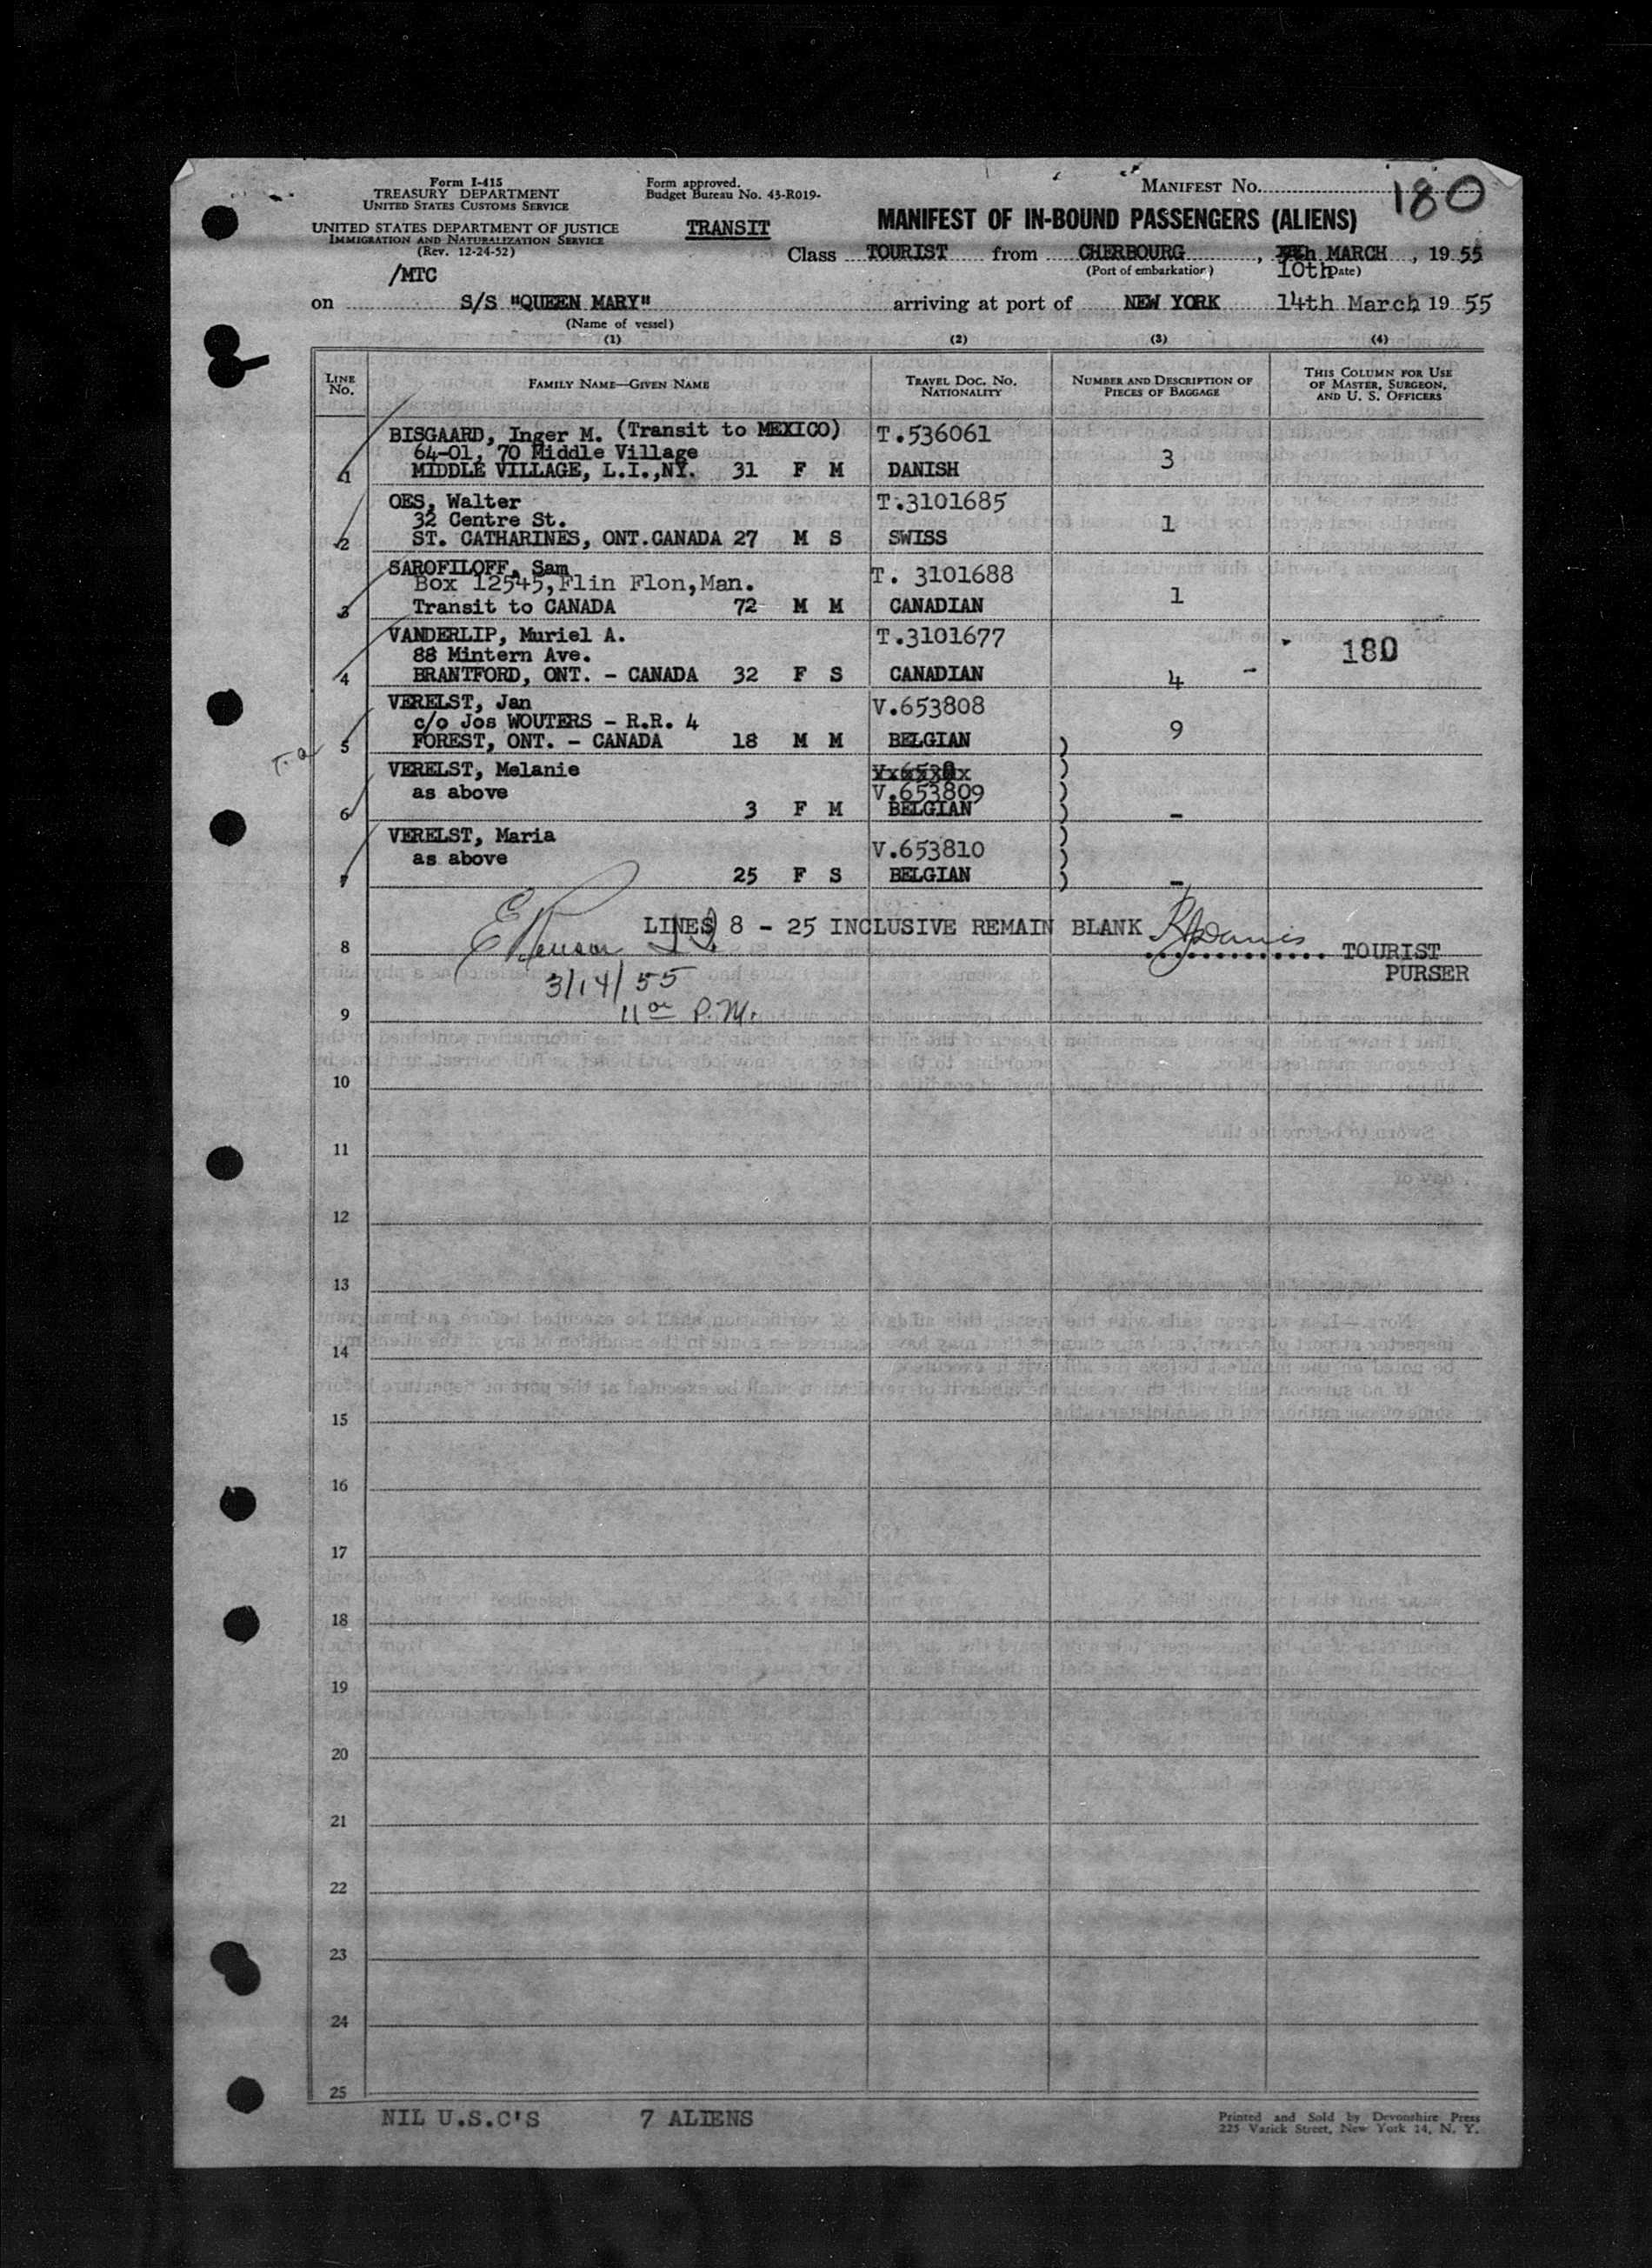 Form I-415
TREASURY DEPARTMENT
UNITED STATES CUSTOMS SERVICE
UNITED STATES DEPARTMENT OF JUSTICE
IMMIGRATION AND NATURALIZATION SERVICE
(Rev. 12-24-52)
/MTC
Form approved.
Budget Bureau No. 43-R019-
TRANSIT
MANIFEST NO. 180
MANIFEST OF IN-BOUND PASSENGERS (ALIENS)
Class TOURIST from CHERBOURG, MARCH, 1955
(Port of embarkation) 10th (Date)
on S/S "QUEEN MARY" arriving at port of NEW YORK 14th March 1955
(Name of vessel)
(1) (2) (3) (4)
LINE NO. FAMILY NAME—GIVEN NAME TRAVEL DOC. NO. NATIONALITY NUMBER AND DESCRIPTION OF PIECES OF BAGGAGE THIS COLUMN FOR USE OF MASTER, SURGEON, AND U. S. OFFICERS
BISGAARD, Inger M. (Transit to MEXICO) T.536061
64-01, 70 Middle Village
1 MIDDLE VILLAGE, L.I.,NY. 31 F M DANISH 3
OES, Walter T.3101685
32 Centre St.
2 ST. CATHARINES, ONT.CANADA 27 M S SWISS 1
SAROFILOFF, Sam
Box 12545,Flin Flon,Man. T. 3101688
3 Transit to CANADA 72 M M CANADIAN 1
VANDERLIP, Muriel A. T.3101677
88 Mintern Ave. 180
4 BRANTFORD, ONT. - CANADA 32 F S CANADIAN 4 -
VERELST, Jan V.653808
c/o Jos WOUTERS - R.R. 4 9
T.a 5 FOREST, ONT. - CANADA 18 M M BELGIAN )
VERELST, Melanie )
as above V.653809 )
6 3 F M BELGIAN ) -
VERELST, Maria )
as above V.653810 )
7 25 F S BELGIAN ) -
LINES 8 - 25 INCLUSIVE REMAIN BLANK
8 TOURIST
PURSER
3/14/55
9 11 00 P.M.
10
11
12
13
14
15
16
17
18
19
20
21
22
23
24
25
NIL U.S.C'S 7 ALIENS
Printed and Sold by Devonshire Press
225 Varick Street, New York 14, N. Y.